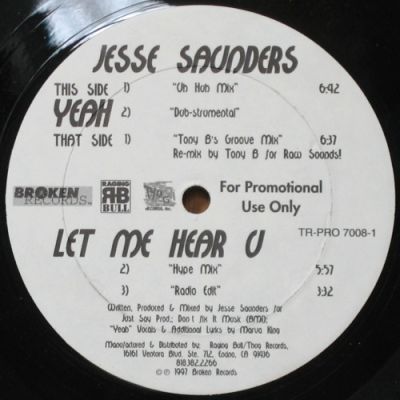 JESSE SAUNDERS
THIS SIDE 1) "Uh Huh Mix" 6:42
YEAH 2) "Dub-strumental"
THAT SIDE 1) "Tony B's Groove Mix" 6:37
Re-mix by Tony B for Raw Sounds!
BROKEN RECORDS
RAGING RB BULL
For Promotional
Use Only
TR-PRO 7008-1
LET ME HEAR U
2) "Hype Mix" 5:57
3) "Radio Edit" 3:32
Written, Produced & Mixed by Jesse Saunders for
Just Say Prod.; Don't Fix It Music (BMI);
"Yeah" Vocals & Additional Lyrics by Marva King
Manufactured & Distributed by: Raging Bull/Thug Records,
16161 Ventura Blvd. Ste. 712, Encino, CA 91436
818.382.2266
© ℗ 1997 Broken Records